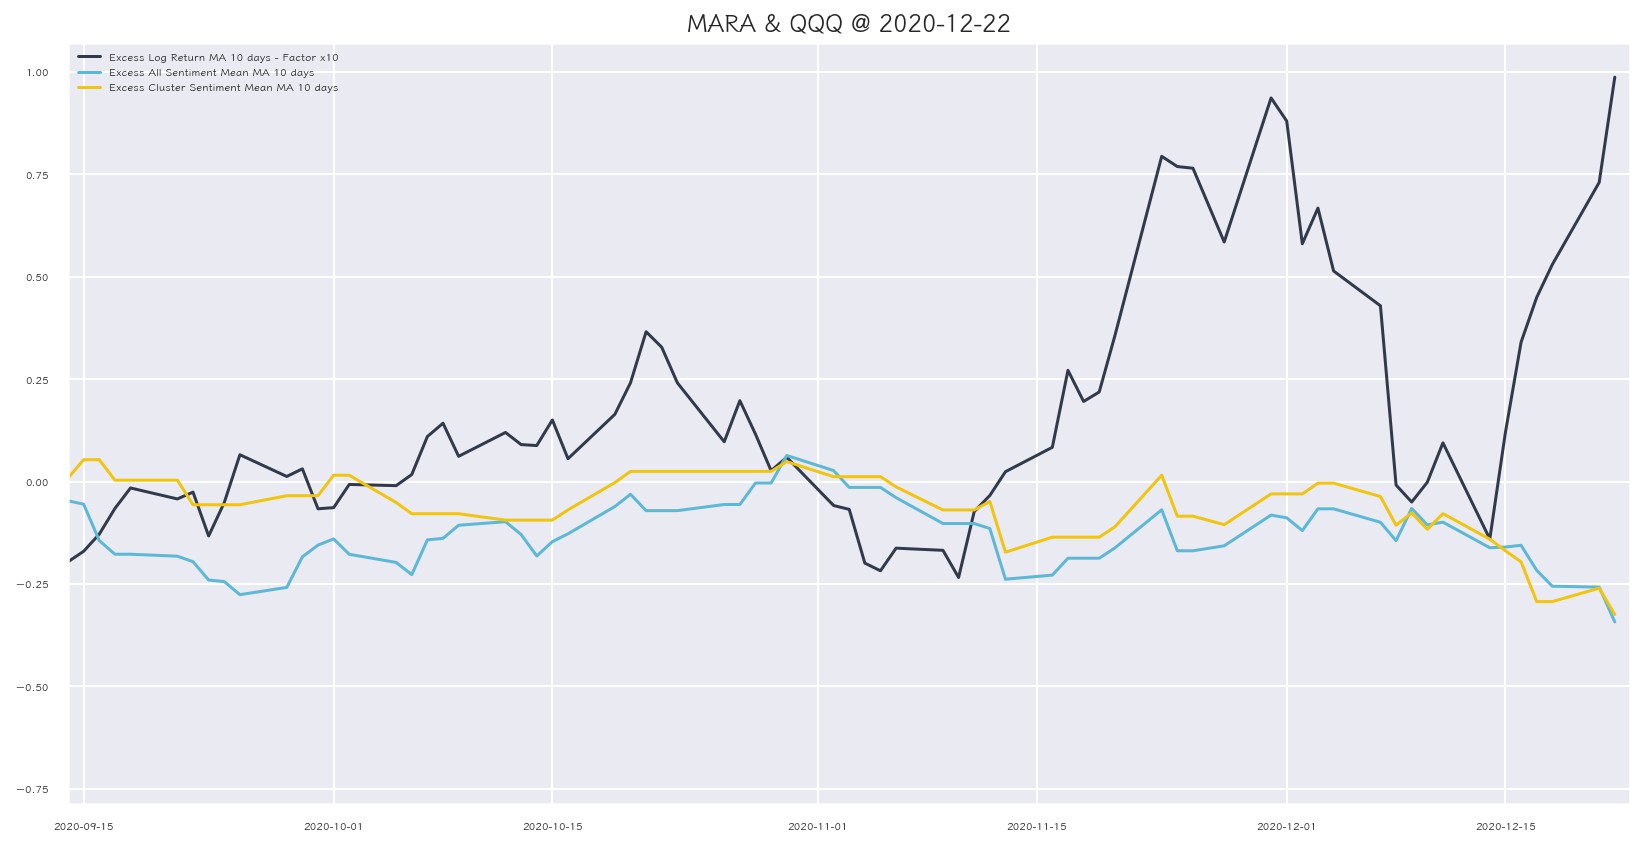 MARA & QQQ @ 2020-12-22
Excess Log Return MA 10 days - Factor x10
Excess All Sentiment Mean MA 10 days
Excess Cluster Sentiment Mean MA 10 days
1.00
0.75
0.50
0.25
0.00
−0.25
−0.50
−0.75
2020-09-15 2020-10-01 2020-10-15 2020-11-01 2020-11-15 2020-12-01 2020-12-15